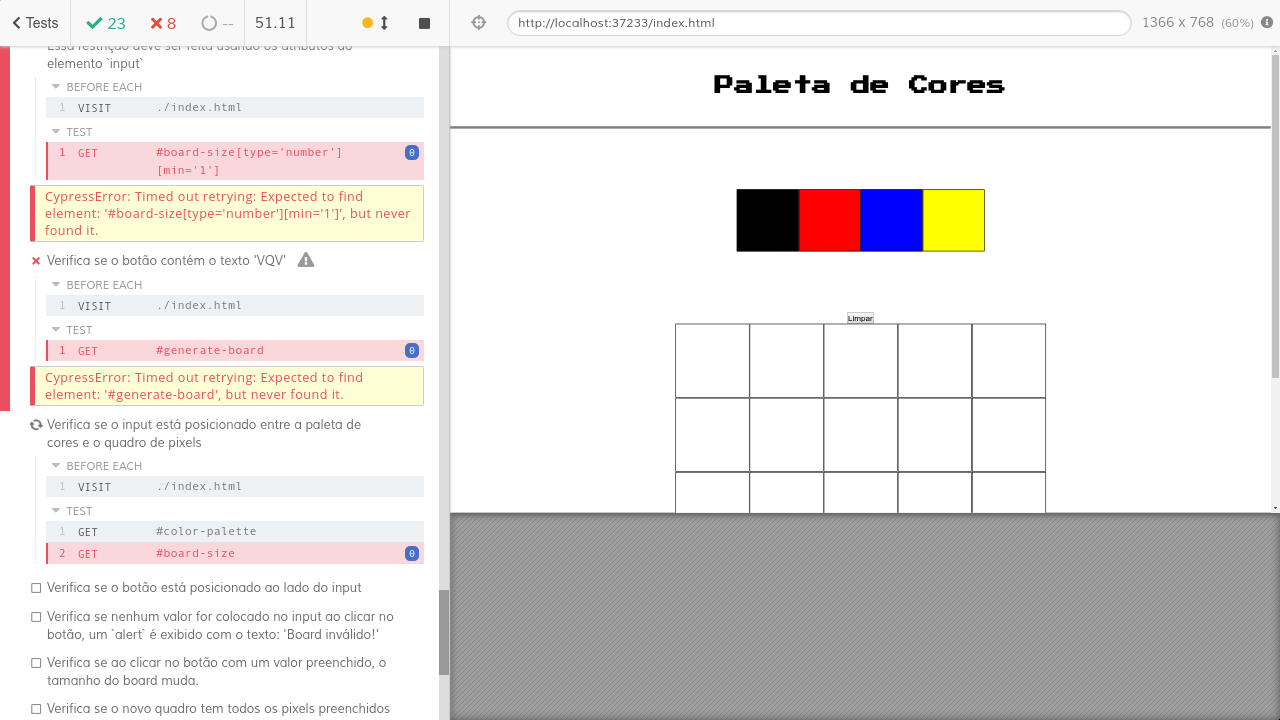 Tests
23
8
--
51.11
http://localhost:37233/index.html
1366 x 768 (60%)
Essa restrição deve ser feita usando os atributos do
elemento `input`
BEFORE EACH
1 VISIT ./index.html
TEST
1 GET #board-size[type='number']
[min='1']
0
CypressError: Timed out retrying: Expected to find
element: '#board-size[type='number'][min='1']', but never
found it.
Verifica se o botão contém o texto 'VQV'
BEFORE EACH
1 VISIT ./index.html
TEST
1 GET #generate-board 0
CypressError: Timed out retrying: Expected to find
element: '#generate-board', but never found it.
Verifica se o input está posicionado entre a paleta de
cores e o quadro de pixels
BEFORE EACH
1 VISIT ./index.html
TEST
1 GET #color-palette
2 GET #board-size 0
Verifica se o botão está posicionado ao lado do input
Verifica se nenhum valor for colocado no input ao clicar no
botão, um `alert` é exibido com o texto: 'Board inválido!'
Verifica se ao clicar no botão com um valor preenchido, o
tamanho do board muda.
Verifica se o novo quadro tem todos os pixels preenchidos
Paleta de Cores
Limpar